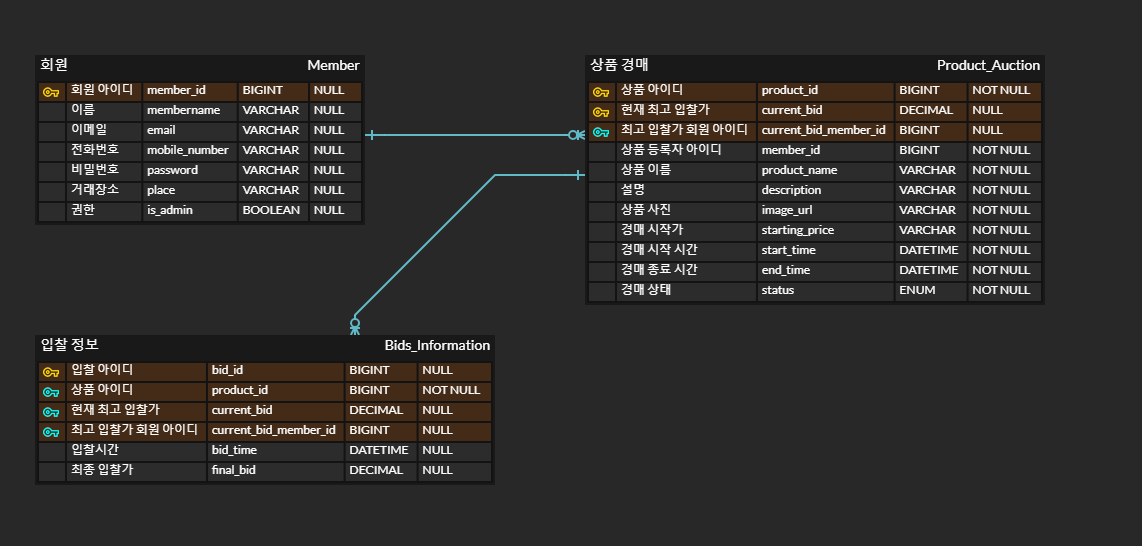 회원 Member
회원 아이디 member_id BIGINT NULL
이름 membername VARCHAR NULL
이메일 email VARCHAR NULL
전화번호 mobile_number VARCHAR NULL
비밀번호 password VARCHAR NULL
거래장소 place VARCHAR NULL
권한 is_admin BOOLEAN NULL
상품 경매 Product_Auction
상품 아이디 product_id BIGINT NOT NULL
현재 최고 입찰가 current_bid DECIMAL NULL
최고 입찰가 회원 아이디 current_bid_member_id BIGINT NULL
상품 등록자 아이디 member_id BIGINT NOT NULL
상품 이름 product_name VARCHAR NOT NULL
설명 description VARCHAR NOT NULL
상품 사진 image_url VARCHAR NOT NULL
경매 시작가 starting_price VARCHAR NOT NULL
경매 시작 시간 start_time DATETIME NOT NULL
경매 종료 시간 end_time DATETIME NOT NULL
경매 상태 status ENUM NOT NULL
입찰 정보 Bids_Information
입찰 아이디 bid_id BIGINT NULL
상품 아이디 product_id BIGINT NOT NULL
현재 최고 입찰가 current_bid DECIMAL NULL
최고 입찰가 회원 아이디 current_bid_member_id BIGINT NULL
입찰시간 bid_time DATETIME NULL
최종 입찰가 final_bid DECIMAL NULL